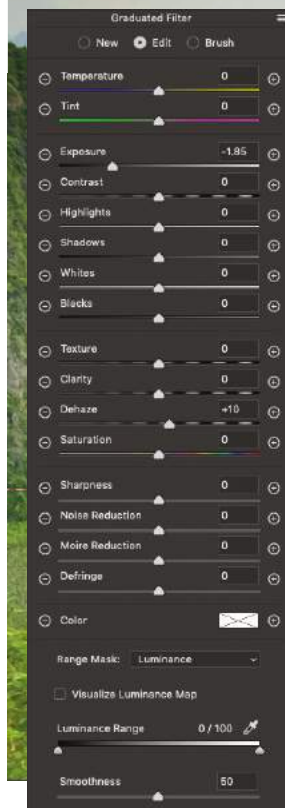 Graduated Filter
New Edit Brush
Temperature 0
Tint 0
Exposure -1.85
Contrast 0
Highlights 0
Shadows 0
Whites 0
Blacks 0
Texture 0
Clarity 0
Dehaze +10
Saturation 0
Sharpness 0
Noise Reduction 0
Moire Reduction 0
Defringe 0
Color
Range Mask: Luminance
Visualize Luminance Map
Luminance Range 0 / 100
Smoothness 50